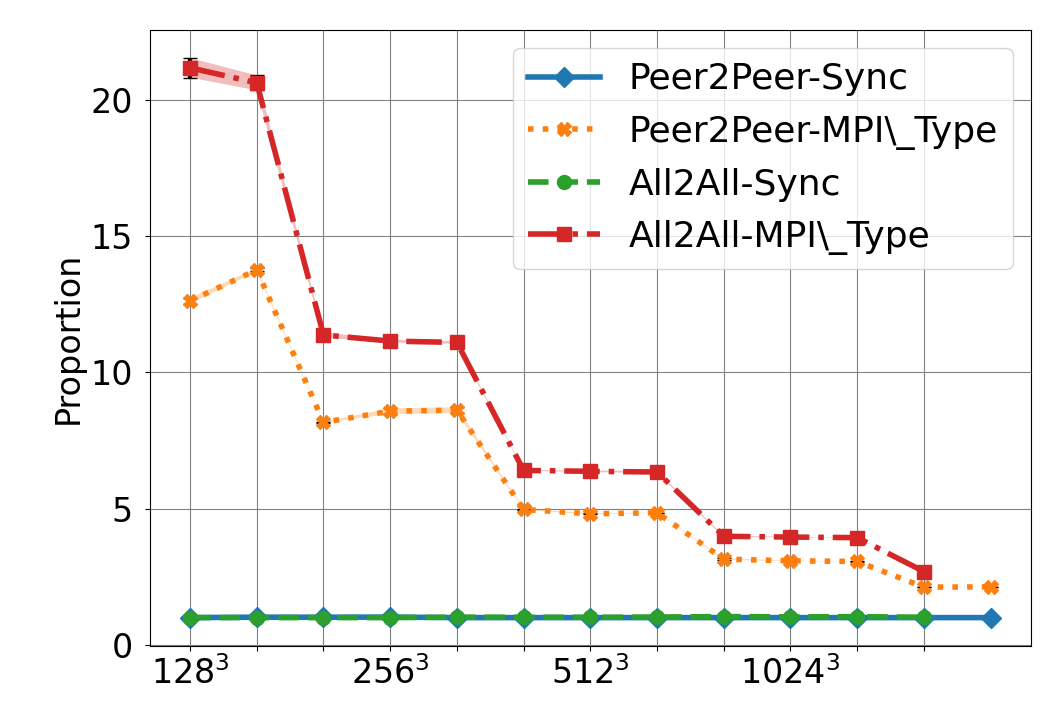 Proportion
20
15
10
5
0
128³
256³
512³
1024³
Peer2Peer-Sync
Peer2Peer-MPI\_Type
All2All-Sync
All2All-MPI\_Type